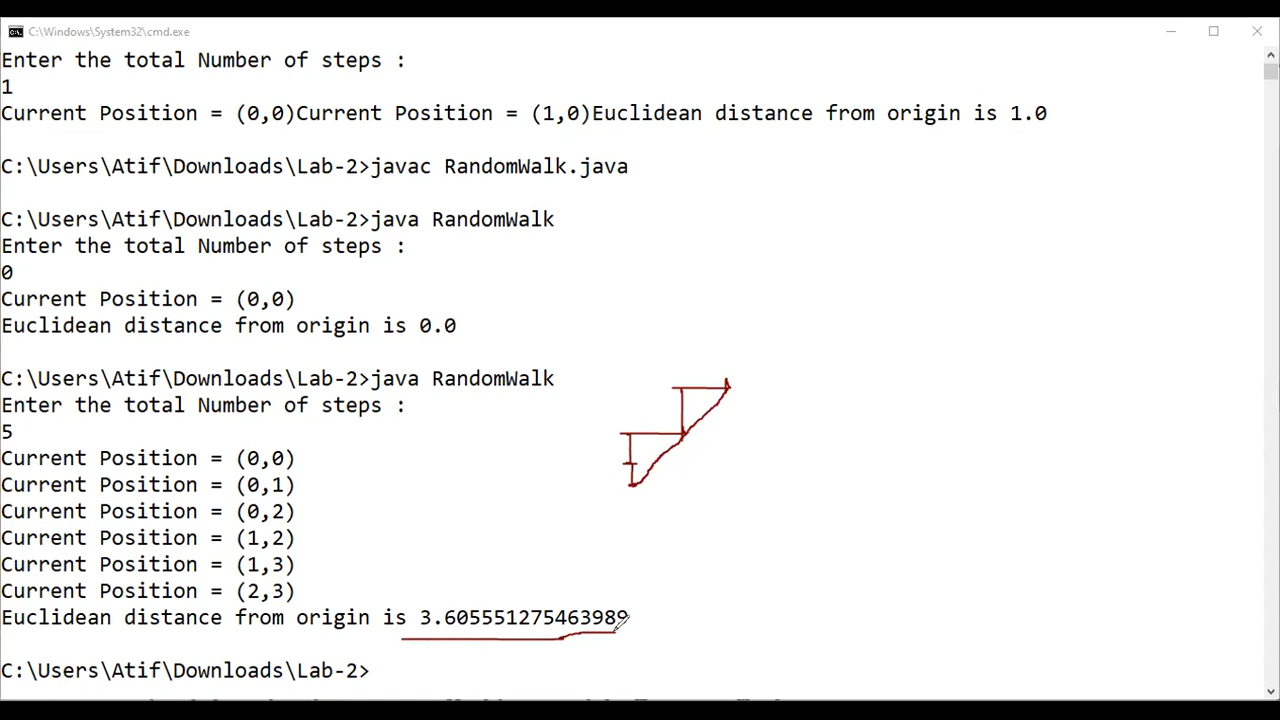 C:\Windows\System32\cmd.exe
Enter the total Number of steps :
1
Current Position = (0,0)Current Position = (1,0)Euclidean distance from origin is 1.0
C:\Users\Atif\Downloads\Lab-2>javac RandomWalk.java
C:\Users\Atif\Downloads\Lab-2>java RandomWalk
Enter the total Number of steps :
0
Current Position = (0,0)
Euclidean distance from origin is 0.0
C:\Users\Atif\Downloads\Lab-2>java RandomWalk
Enter the total Number of steps :
5
Current Position = (0,0)
Current Position = (0,1)
Current Position = (0,2)
Current Position = (1,2)
Current Position = (1,3)
Current Position = (2,3)
Euclidean distance from origin is 3.605551275463989
C:\Users\Atif\Downloads\Lab-2>